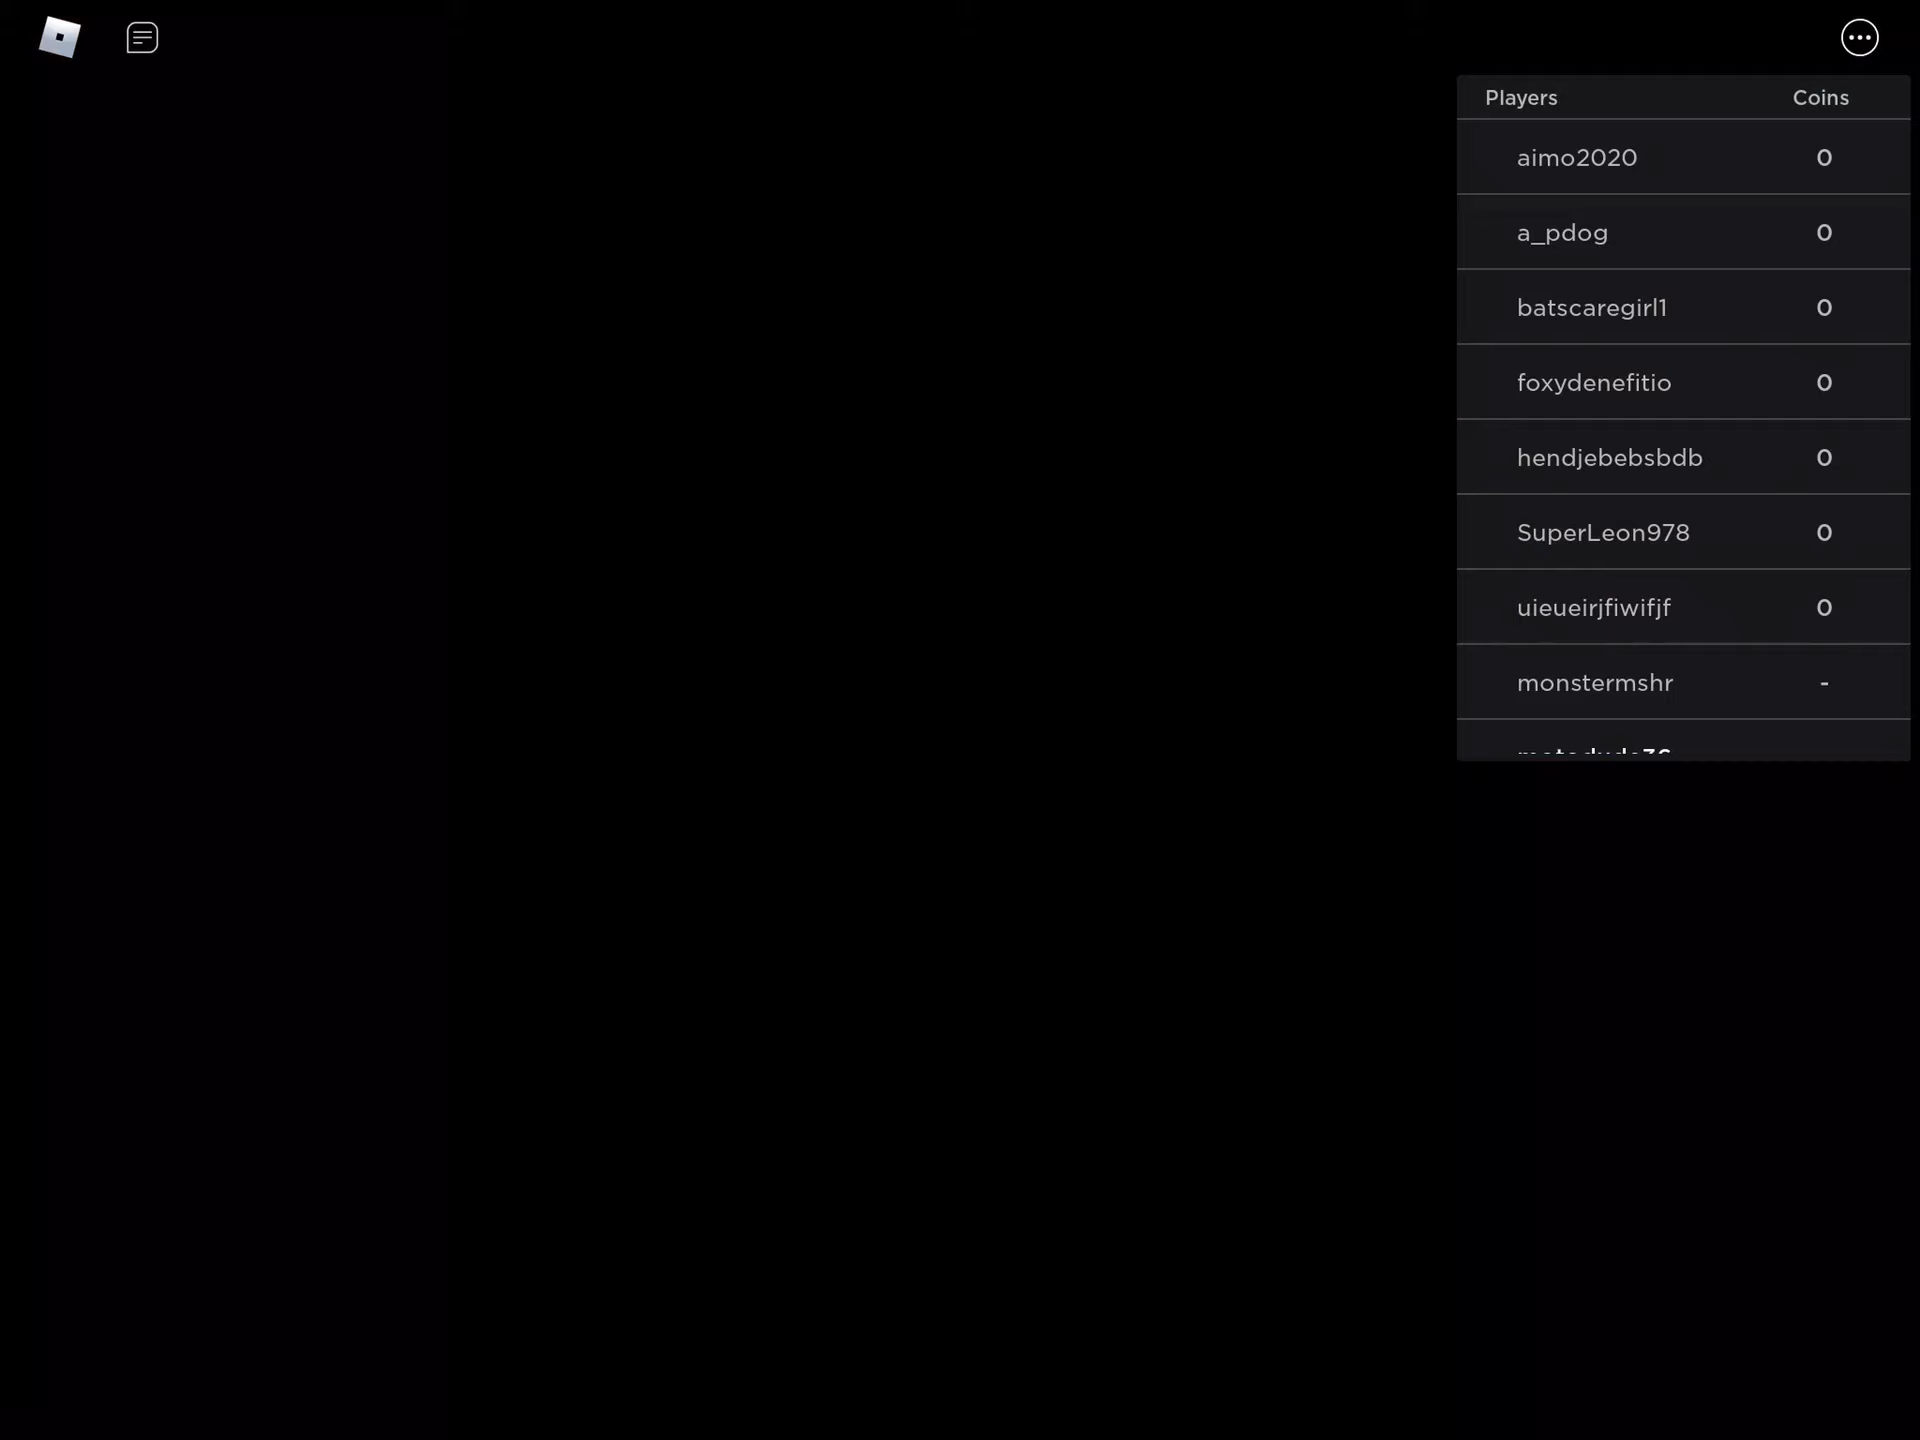 Players Coins
aimo2020 0
a_pdog 0
batscaregirl1 0
foxydenefitio 0
hendjebebsbdb 0
SuperLeon978 0
uieueirjfiwifjf 0
monstermshr -